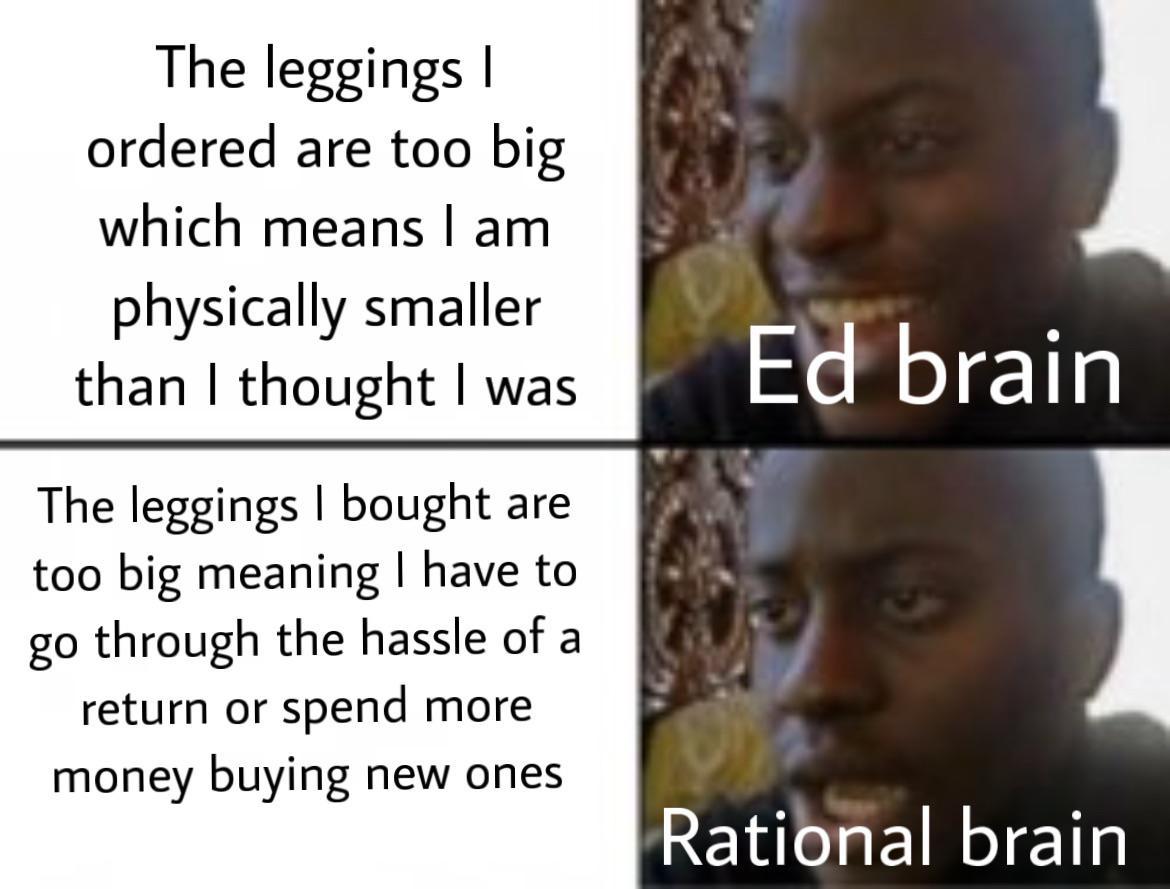 The leggings I
ordered are too big
which means I am
physically smaller
than I thought I was
Ed brain
The leggings I bought are
too big meaning I have to
go through the hassle of a
return or spend more
money buying new ones
Rational brain